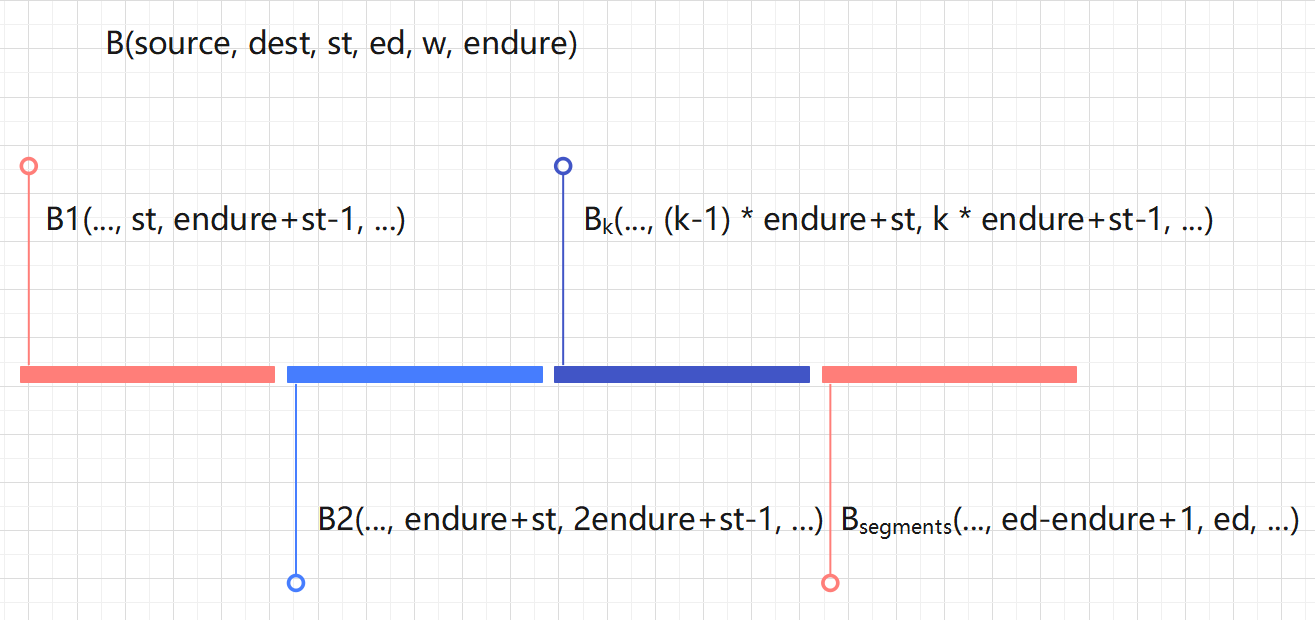 B(source, dest, st, ed, w, endure)
B1(..., st, endure+st-1, ...)
Bk(..., (k-1) * endure+st, k * endure+st-1, ...)
B2(..., endure+st, 2endure+st-1, ...)
Bsegments(..., ed-endure+1, ed, ...)